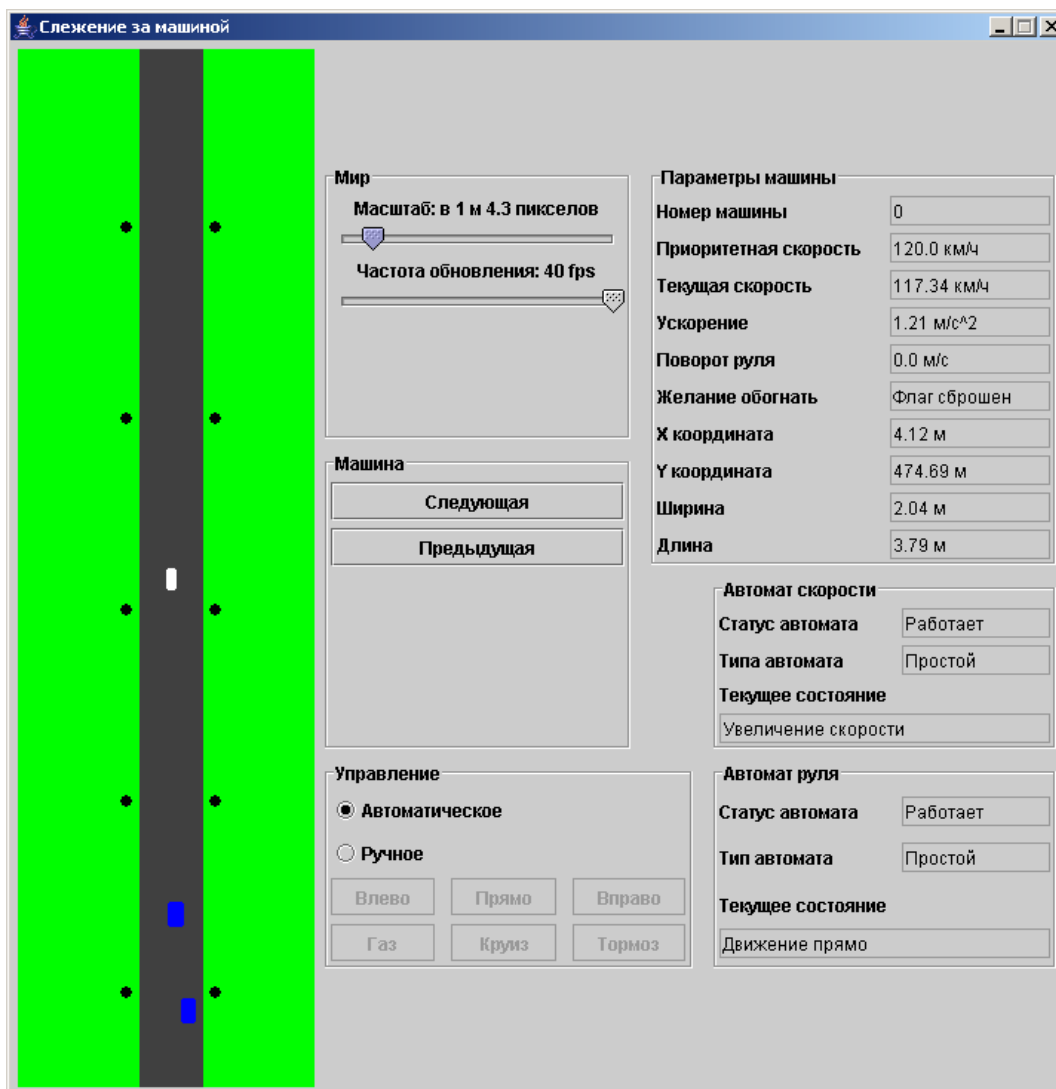 Слежение за машиной
Мир
Масштаб: в 1 м 4.3 пикселов
Частота обновления: 40 fps
Машина
Следующая
Предыдущая
Управление
Автоматическое
Ручное
Влево Прямо Вправо
Газ Круиз Тормоз
Параметры машины
Номер машины 0
Приоритетная скорость 120.0 км/ч
Текущая скорость 117.34 км/ч
Ускорение 1.21 м/с^2
Поворот руля 0.0 м/с
Желание обогнать Флаг сброшен
X координата 4.12 м
Y координата 474.69 м
Ширина 2.04 м
Длина 3.79 м
Автомат скорости
Статус автомата Работает
Типа автомата Простой
Текущее состояние
Увеличение скорости
Автомат руля
Статус автомата Работает
Тип автомата Простой
Текущее состояние
Движение прямо